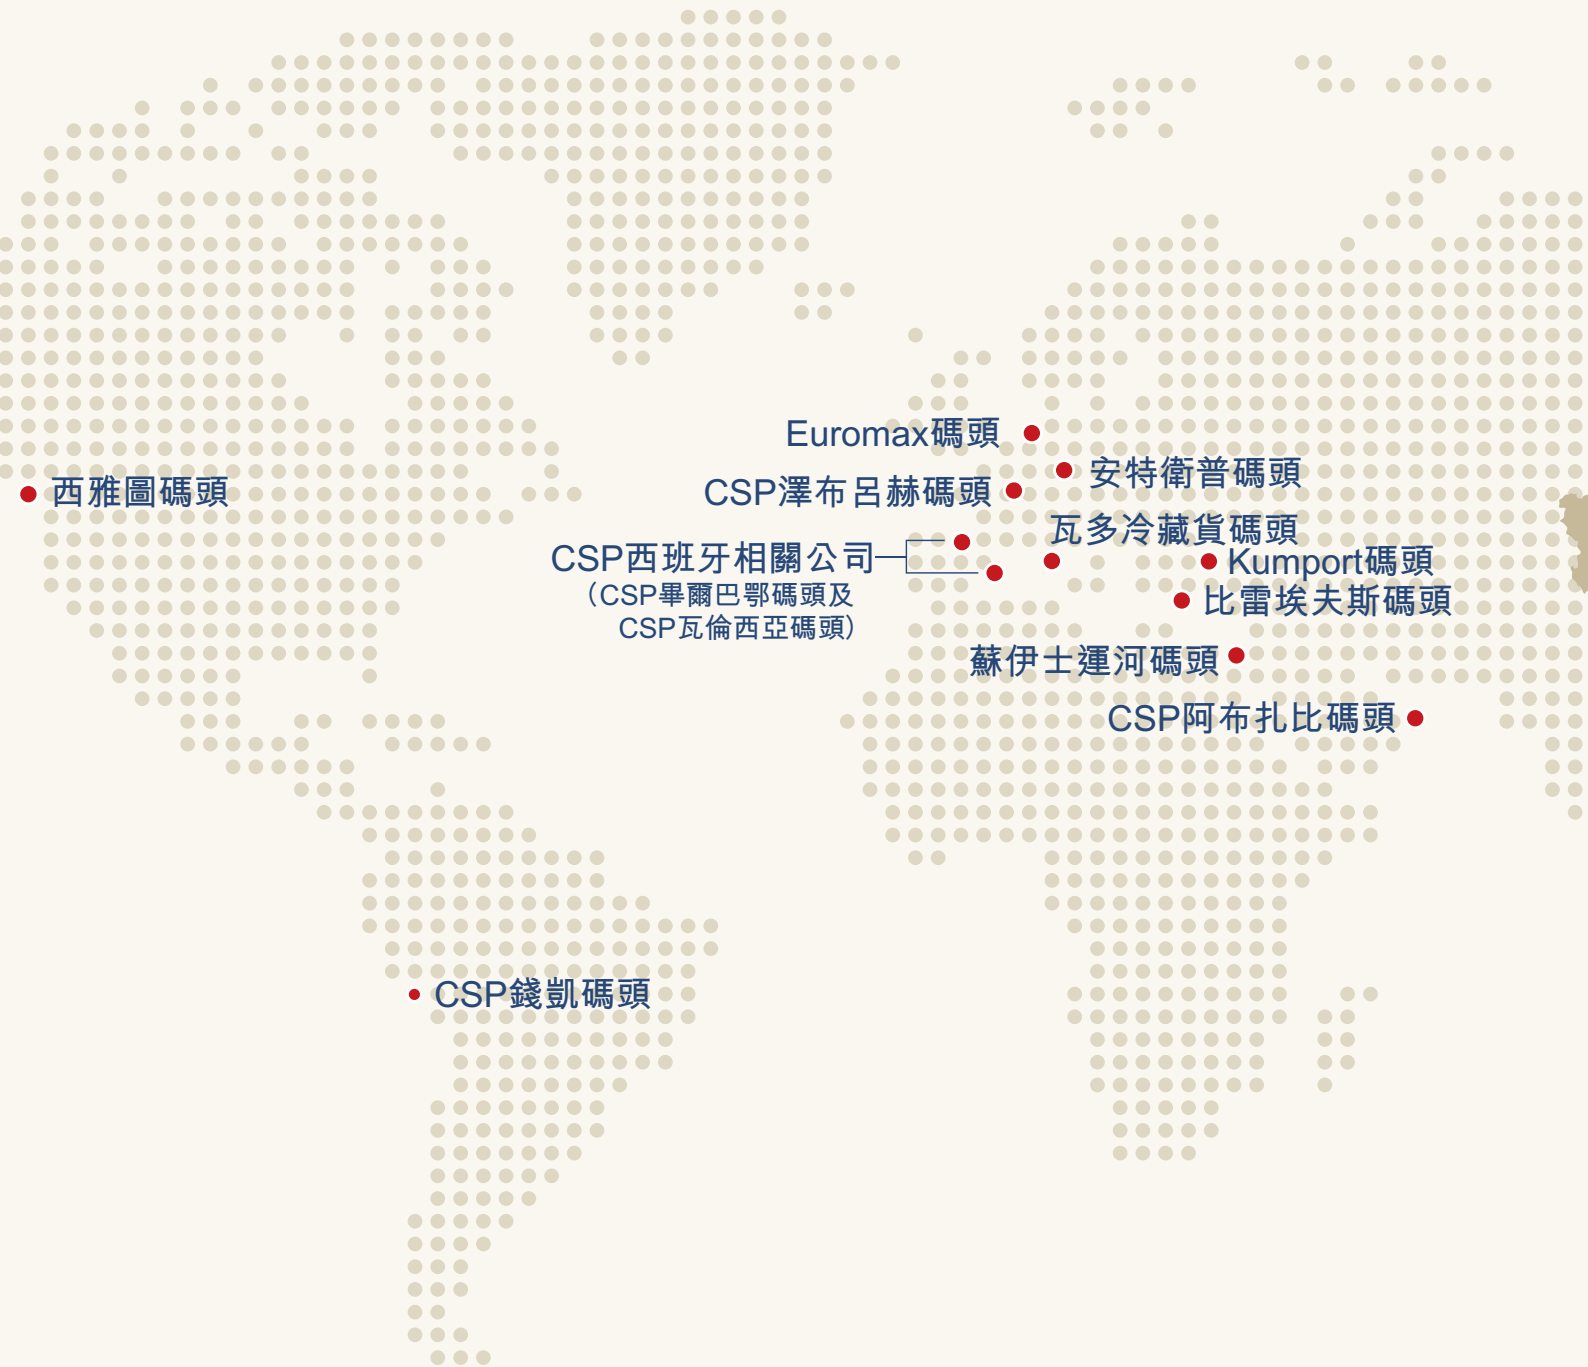 Euromax碼頭
安特衛普碼頭
西雅圖碼頭
CSP澤布呂赫碼頭
瓦多冷藏貨碼頭
CSP西班牙相關公司
（CSP畢爾巴鄂碼頭及
CSP瓦倫西亞碼頭）
Kumport碼頭
比雷埃夫斯碼頭
蘇伊士運河碼頭
CSP阿布扎比碼頭
CSP錢凱碼頭